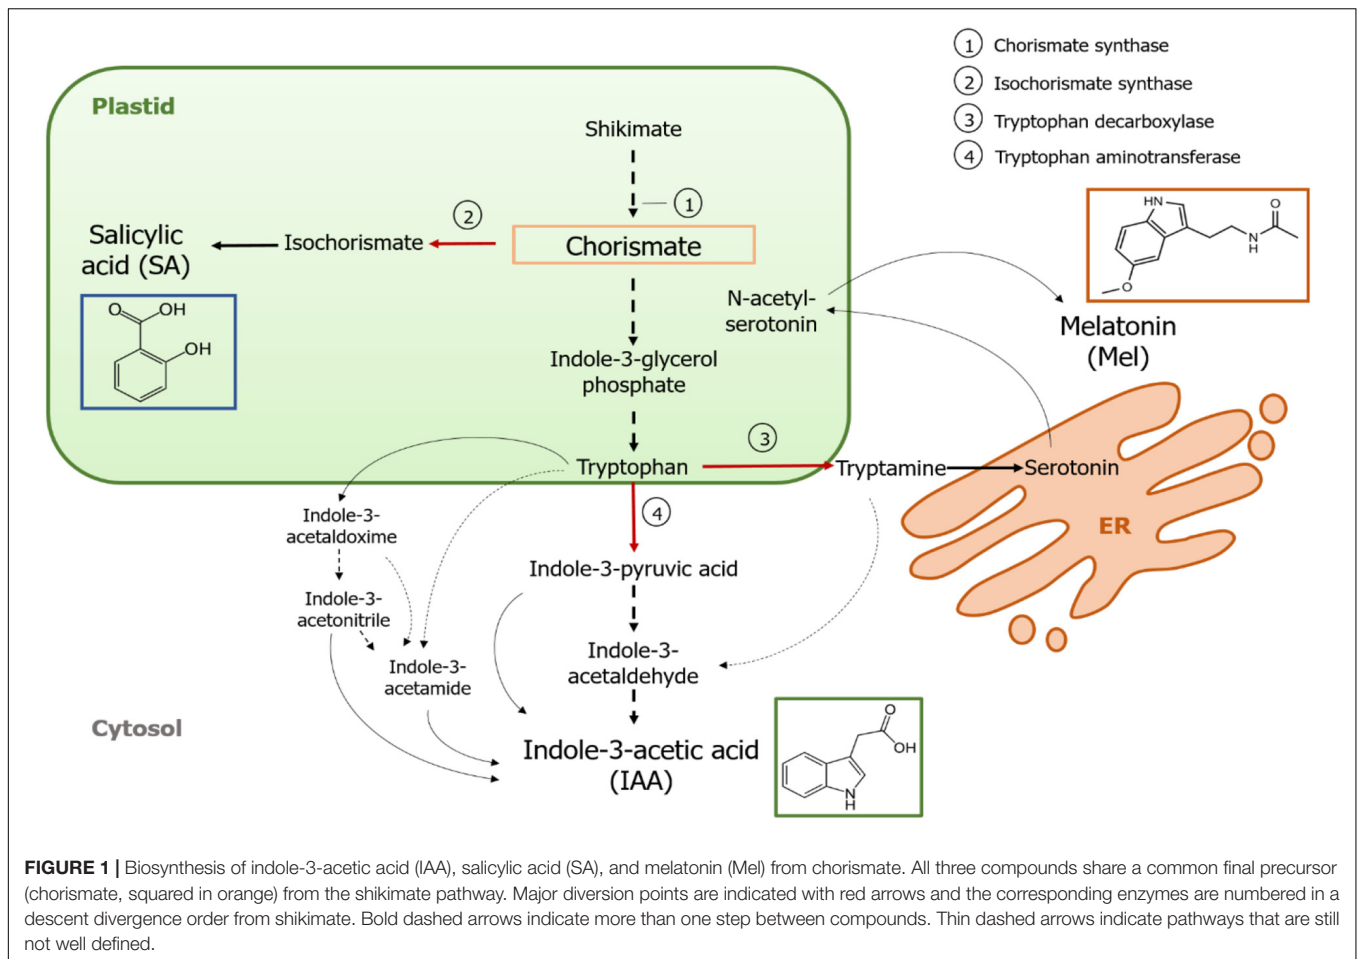 1 Chorismate synthase
2 Isochorismate synthase
3 Tryptophan decarboxylase
4 Tryptophan aminotransferase
Plastid
Shikimate
1
2
Salicylic
acid (SA)
Isochorismate
Chorismate
O
OH
OH
N-acetyl-
serotonin
HN
O
N
H
O
Melatonin
(Mel)
Indole-3-glycerol
phosphate
3
Tryptophan
Tryptamine
Serotonin
ER
4
Indole-3-
acetaldoxime
Indole-3-pyruvic acid
Indole-3-
acetonitrile
Indole-3-
acetamide
Indole-3-
acetaldehyde
Cytosol
Indole-3-acetic acid
(IAA)
O
OH
N
H
FIGURE 1 | Biosynthesis of indole-3-acetic acid (IAA), salicylic acid (SA), and melatonin (Mel) from chorismate. All three compounds share a common final precursor
(chorismate, squared in orange) from the shikimate pathway. Major diversion points are indicated with red arrows and the corresponding enzymes are numbered in a
descent divergence order from shikimate. Bold dashed arrows indicate more than one step between compounds. Thin dashed arrows indicate pathways that are still
not well defined.